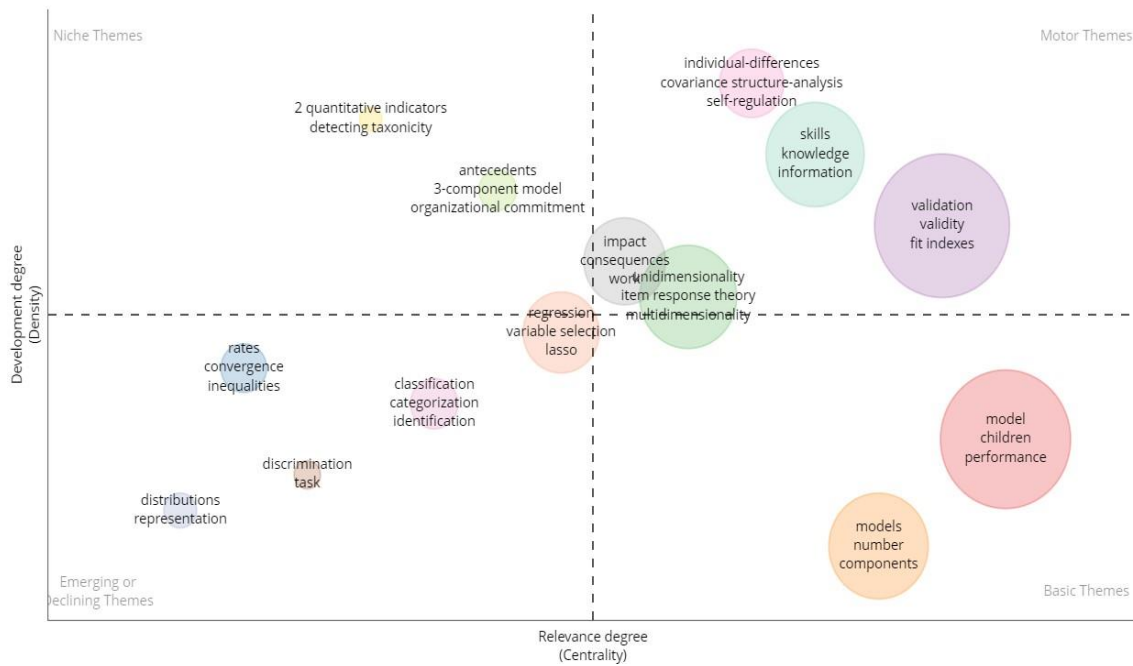 Niche Themes
Motor Themes
individual-differences
covariance structure-analysis
self-regulation
2 quantitative indicators
detecting taxonicity
skills
knowledge
information
antecedents
3-component model
organizational commitment
validation
validity
fit indexes
impact
consequences
work
unidimensionality
item response theory
multidimensionality
regression
variable selection
lasso
rates
convergence
inequalities
classification
categorization
identification
model
children
performance
discrimination
task
distributions
representation
models
number
components
Emerging or
Declining Themes
Basic Themes
Development degree
(Density)
Relevance degree
(Centrality)